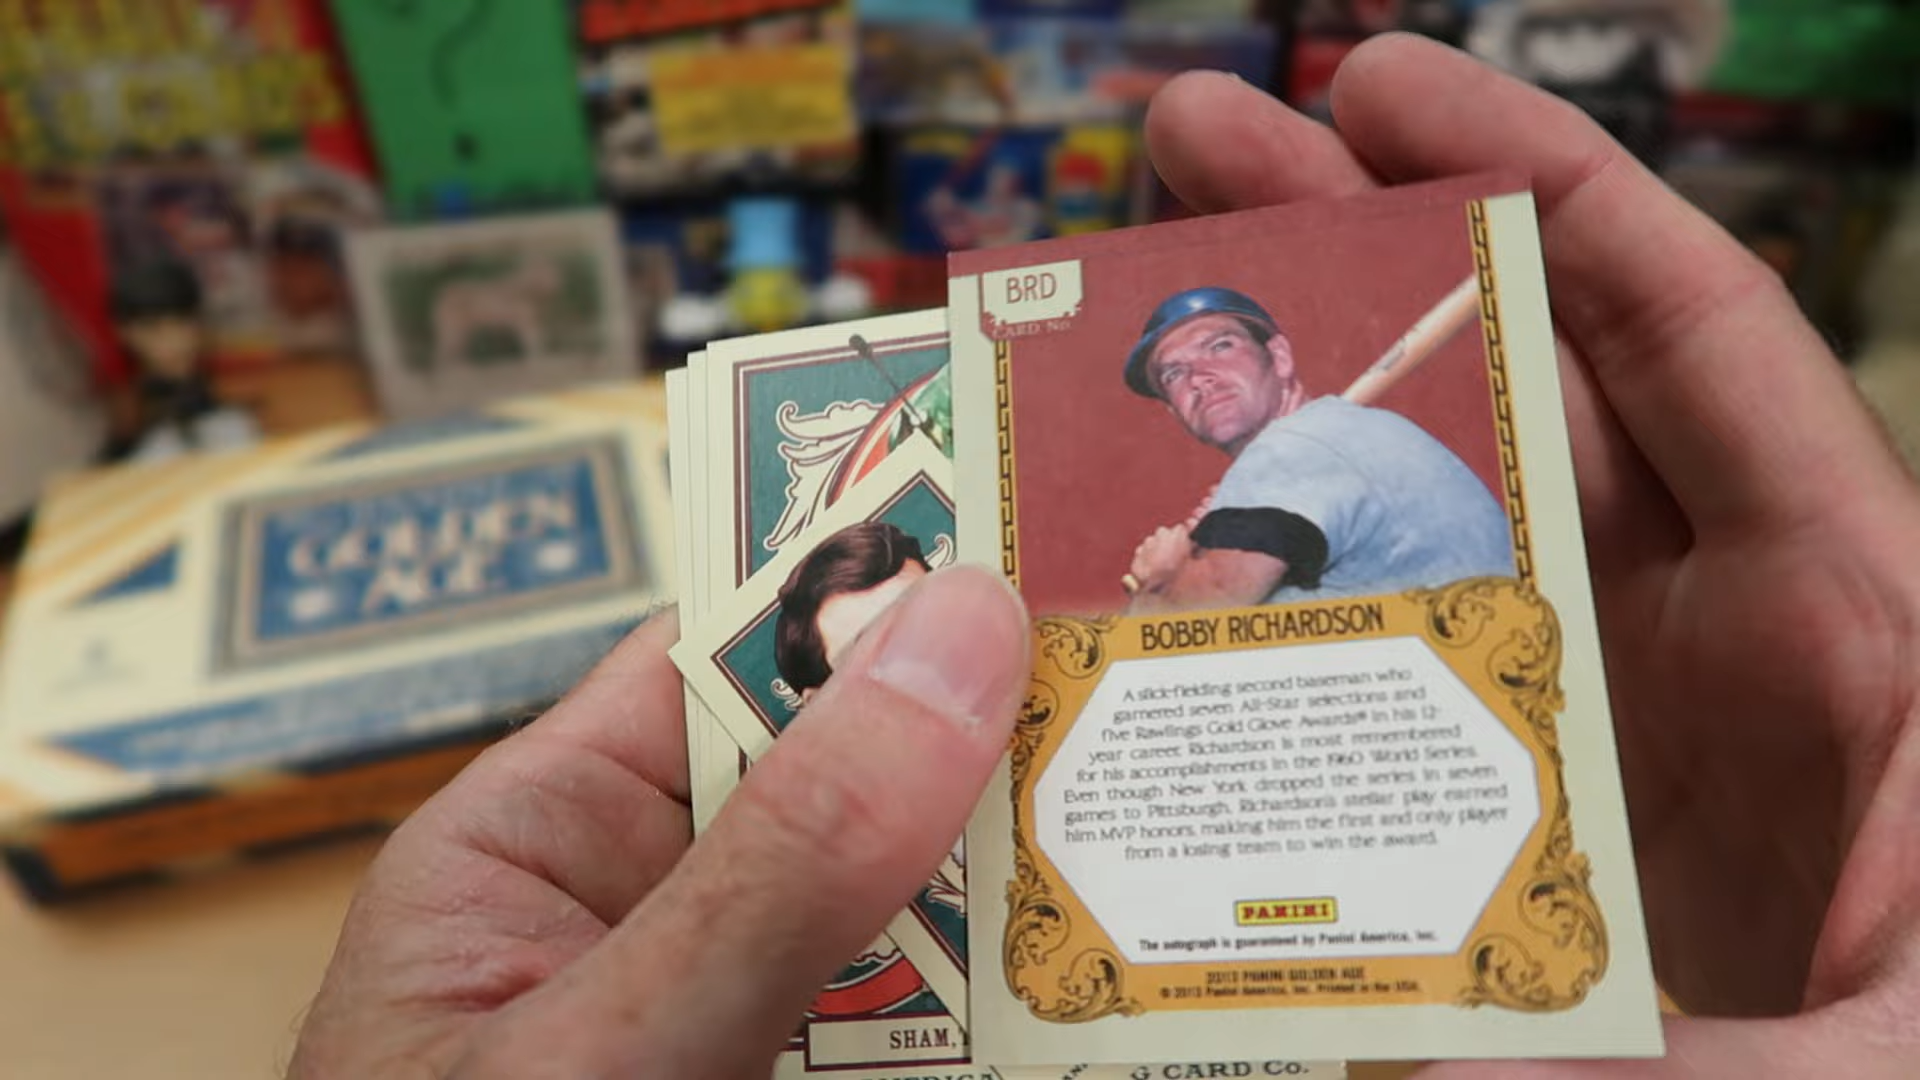 BRD
CARD No.
GOLDEN
AGE
BOBBY RICHARDSON
A slick-fielding second baseman who
garnered seven All-Star selections and
five Rawlings Gold Glove Awards® in his 12-
year career, Richardson is most remembered
for his accomplishments in the 1960 World Series.
Even though New York dropped the series in seven
games to Pittsburgh, Richardson's stellar play earned
him MVP honors, making him the first and only player
from a losing team to win the award.
PANINI
The autograph is guaranteed by Panini America, Inc.
2013 PANINI GOLDEN AGE
© 2013 Panini America, Inc. Printed in the USA.
SHAM,
G CARD Co.